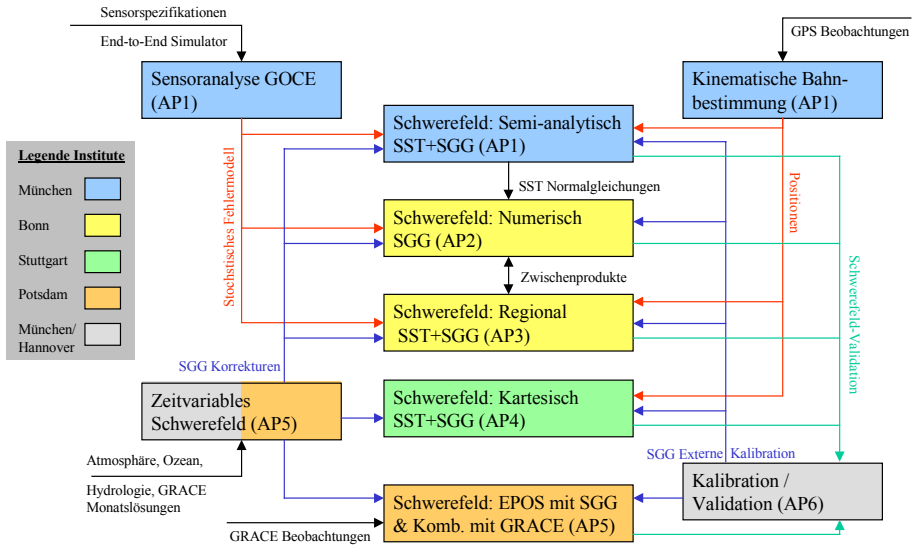 Sensorspezifikationen
End-to-End Simulator
GPS Beobachtungen
Sensoranalyse GOCE
(AP1)
Kinematische Bahn-
bestimmung (AP1)
Legende Institute
München
Bonn
Stuttgart
Potsdam
München/
Hannover
Schwerefeld: Semi-analytisch
SST+SGG (AP1)
SST Normalgleichungen
Schwerefeld: Numerisch
SGG (AP2)
Zwischenprodukte
Schwerefeld: Regional
SST+SGG (AP3)
Stochstisches Fehlermodell
Positionen
Schwerefeld-Validation
SGG Korrekturen
Zeitvariables
Schwerefeld (AP5)
Schwerefeld: Kartesisch
SST+SGG (AP4)
SGG Externe Kalibration
Atmosphäre, Ozean,
Hydrologie, GRACE
Monatslösungen
Kalibration /
Validation (AP6)
Schwerefeld: EPOS mit SGG
& Komb. mit GRACE (AP5)
GRACE Beobachtungen